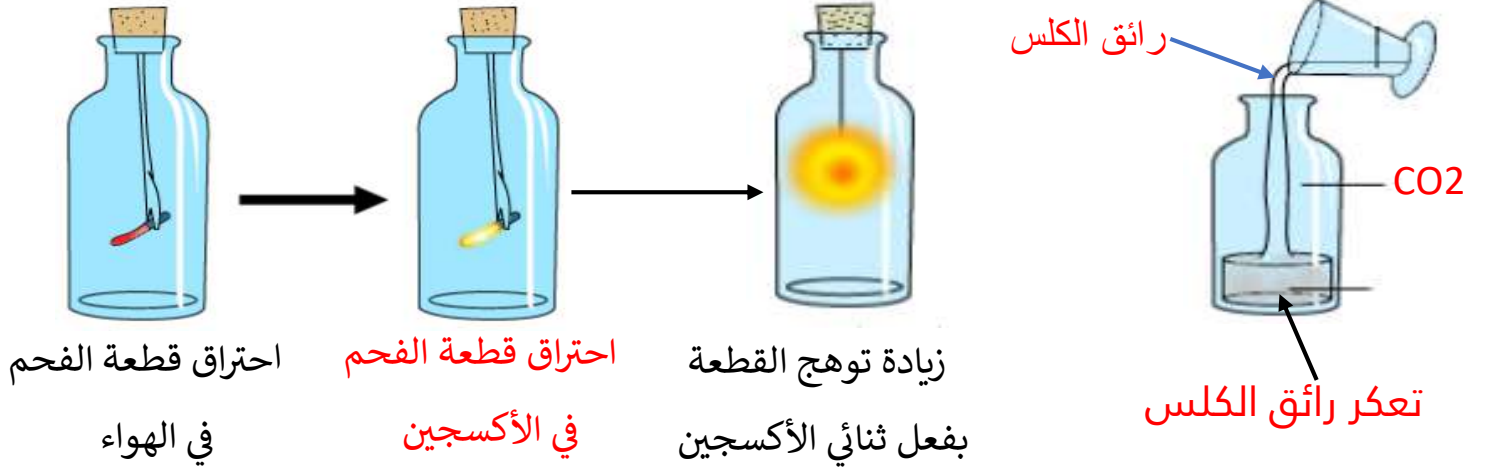 رائق الكلس
CO2
تعكر رائق الكلس
زيادة توهج القطعة
بفعل ثنائي الأكسجين
احتراق قطعة الفحم
في الأكسجين
احتراق قطعة الفحم
في الهواء